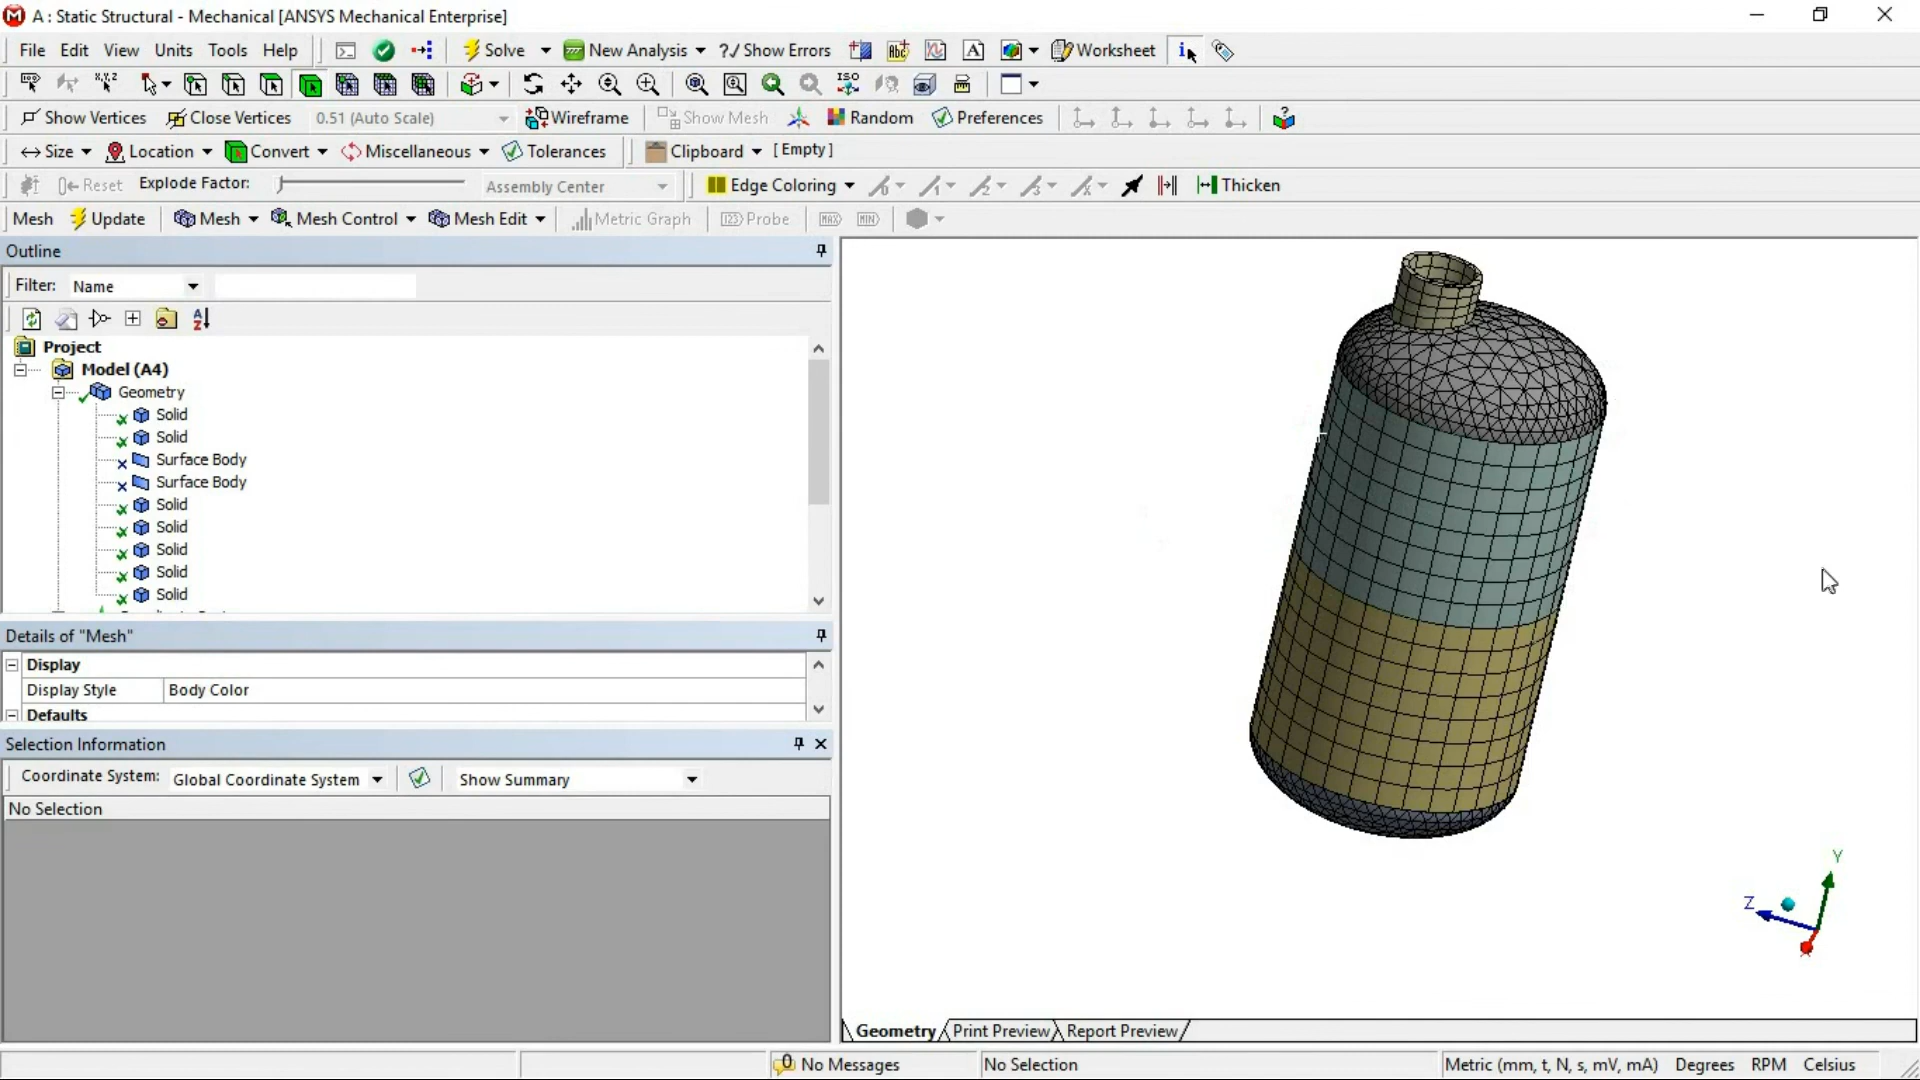 A : Static Structural - Mechanical [ANSYS Mechanical Enterprise]
File Edit View Units Tools Help Solve New Analysis ?✓ Show Errors Worksheet
ISO
Show Vertices Close Vertices 0.51 (Auto Scale) Wireframe Show Mesh Random Preferences
Size Location Convert Miscellaneous Tolerances Clipboard [ Empty ]
Reset Explode Factor: Assembly Center Edge Coloring Thicken
Mesh Update Mesh Mesh Control Mesh Edit Metric Graph Probe MAX MIN
Outline
Filter: Name
Project
Model (A4)
Geometry
Solid
Solid
Surface Body
Surface Body
Solid
Solid
Solid
Solid
Solid
Details of "Mesh"
Display
Display Style Body Color
Defaults
Selection Information
Coordinate System: Global Coordinate System Show Summary
No Selection
Y
Z
X
Geometry Print Preview Report Preview
0 No Messages No Selection Metric (mm, t, N, s, mV, mA) Degrees RPM Celsius